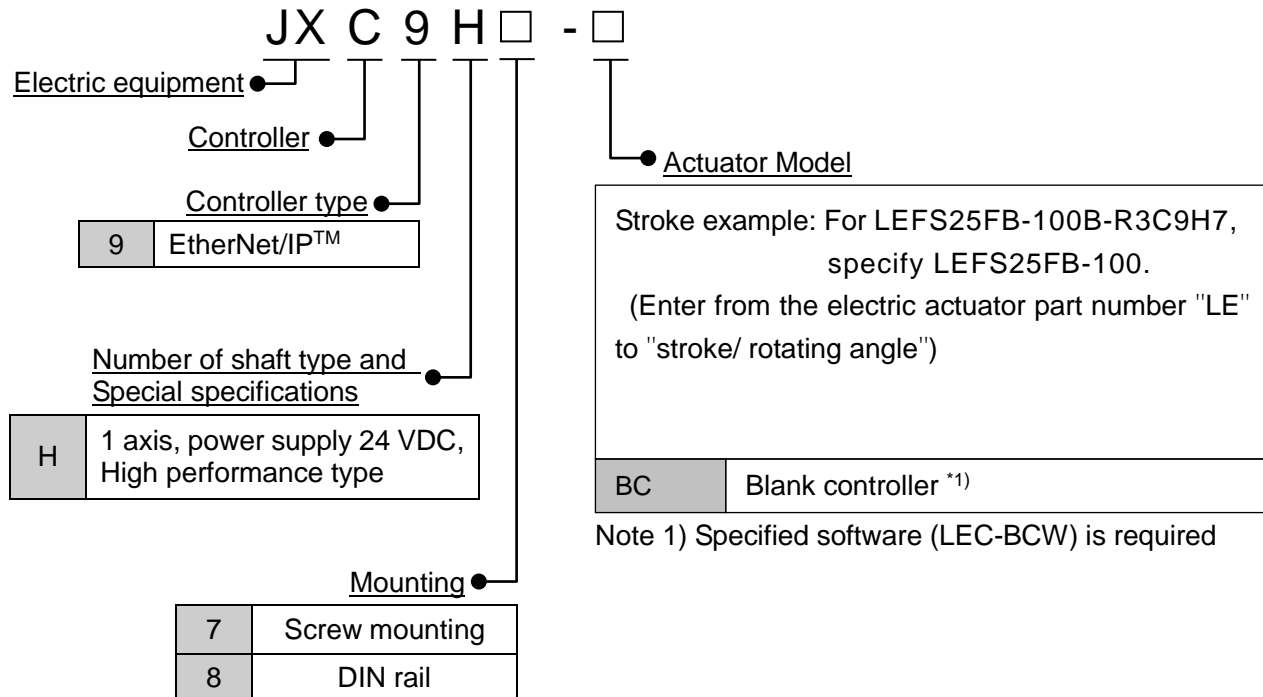 JX C 9 H □ - □
Electric equipment
Controller
Actuator Model
Controller type
9 EtherNet/IP™
Stroke example: For LEFS25FB-100B-R3C9H7,
specify LEFS25FB-100.
(Enter from the electric actuator part number "LE"
to "stroke/ rotating angle")
Number of shaft type and
Special specifications
H 1 axis, power supply 24 VDC,
High performance type
BC Blank controller *1)
Note 1) Specified software (LEC-BCW) is required
Mounting
7 Screw mounting
8 DIN rail